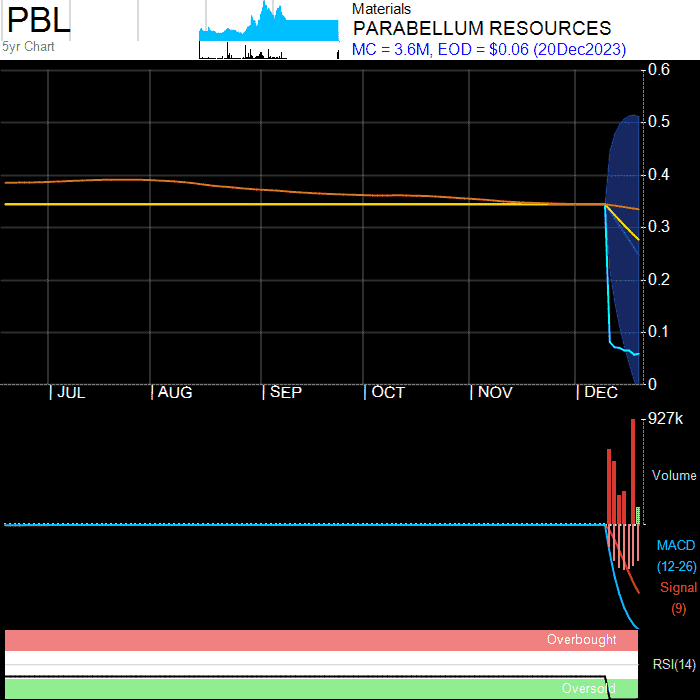 PBL
5yr Chart
Materials
PARABELLUM RESOURCES
MC = 3.6M, EOD = $0.06 (20Dec2023)
0.6
0.5
0.4
0.3
0.2
0.1
0
| JUL | AUG | SEP | OCT | NOV | DEC
927k
Volume
MACD
(12-26)
Signal
(9)
Overbought
RSI(14)
Oversold